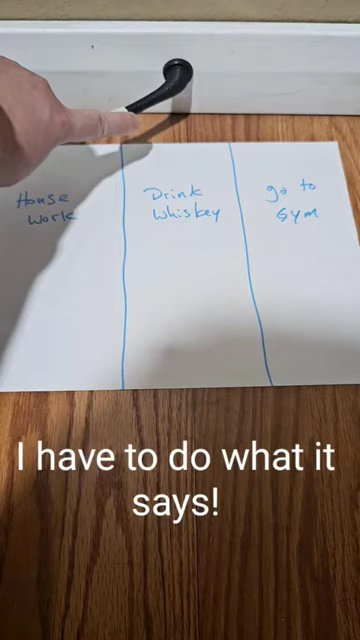 House
Work
Drink
Whiskey
go to
gym
I have to do what it
says!